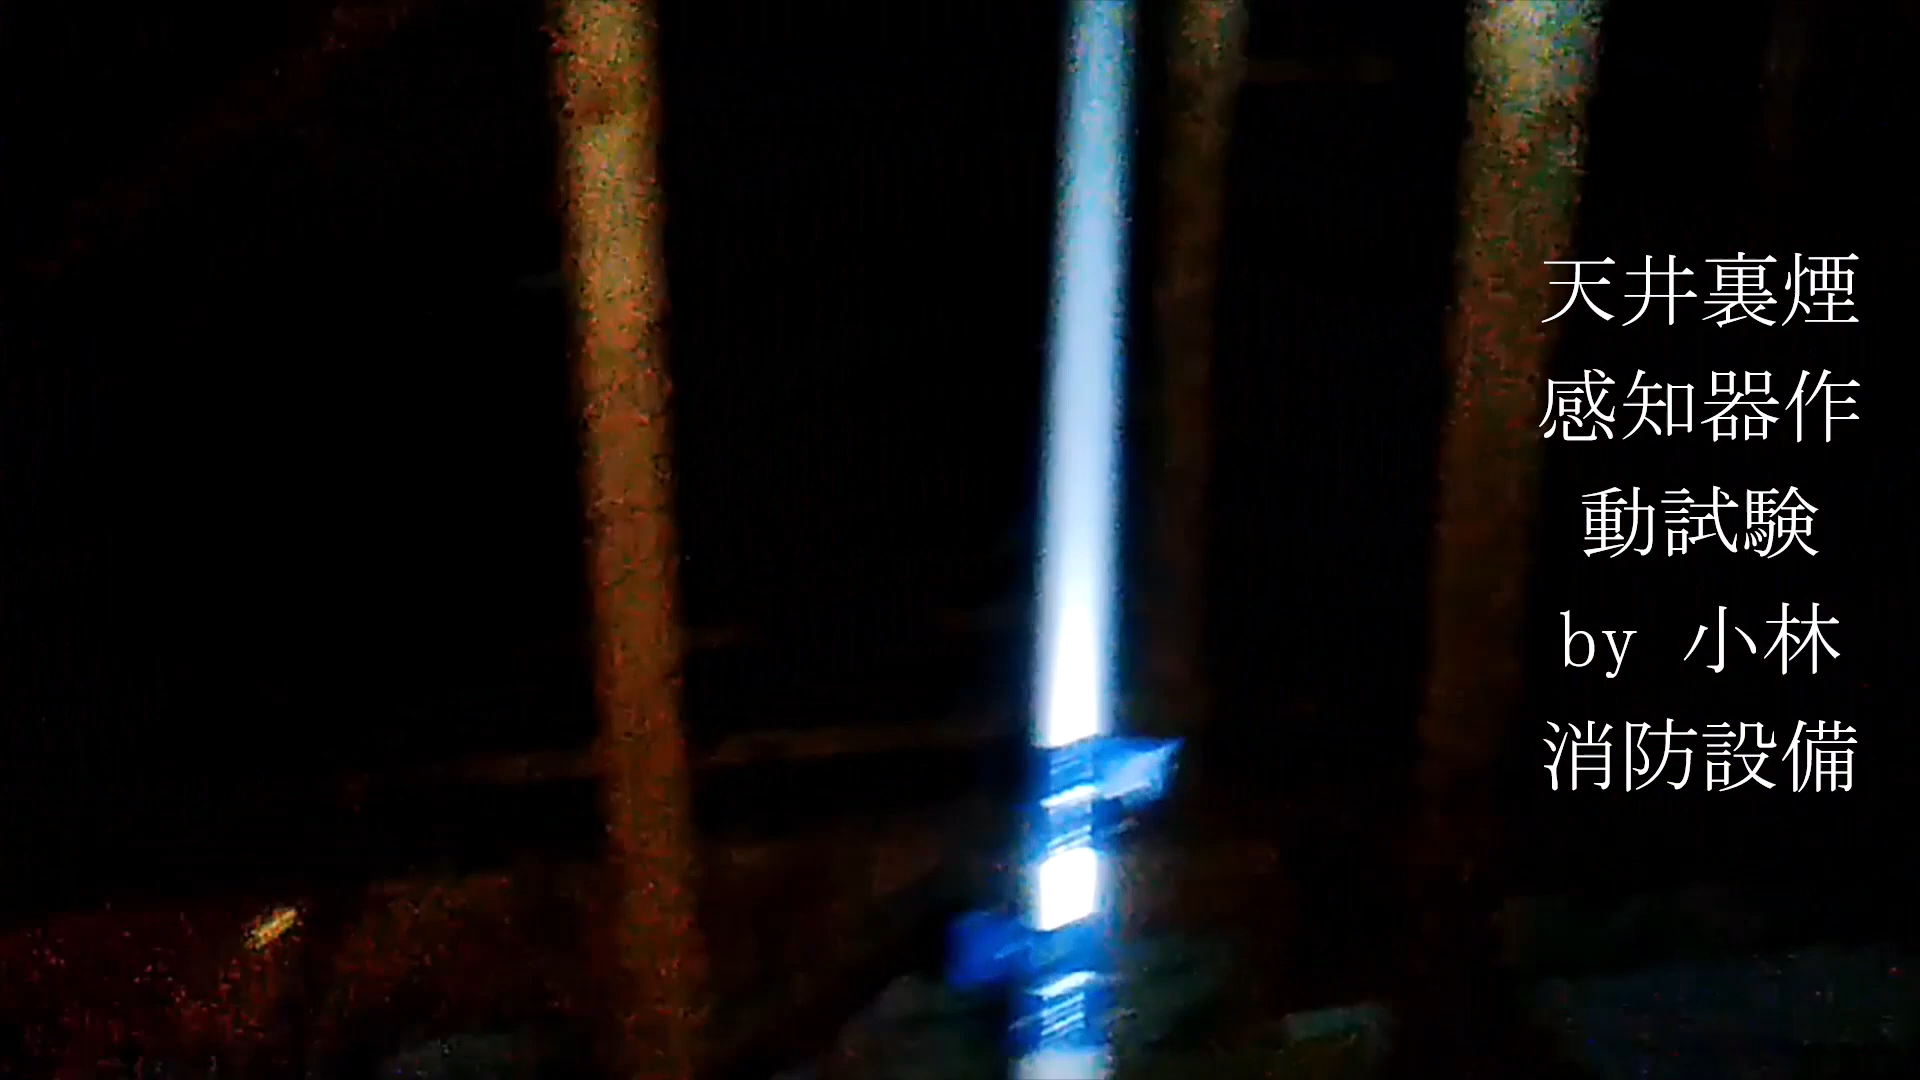 天井裏煙
感知器作
動試験
by 小林
消防設備